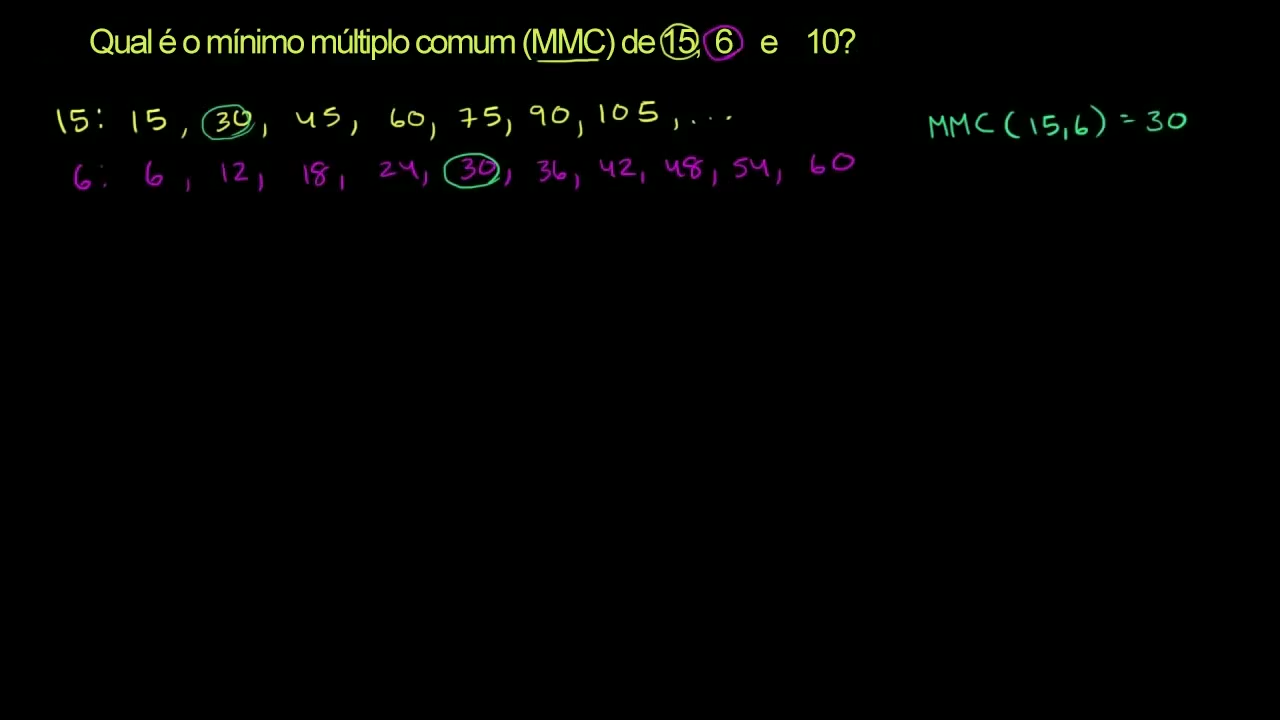 Qual é o mínimo múltiplo comum (MMC) de 15, 6 e 10?
15: 15, 30, 45, 60, 75, 90, 105, ...
MMC(15,6) = 30
6: 6, 12, 18, 24, 30, 36, 42, 48, 54, 60